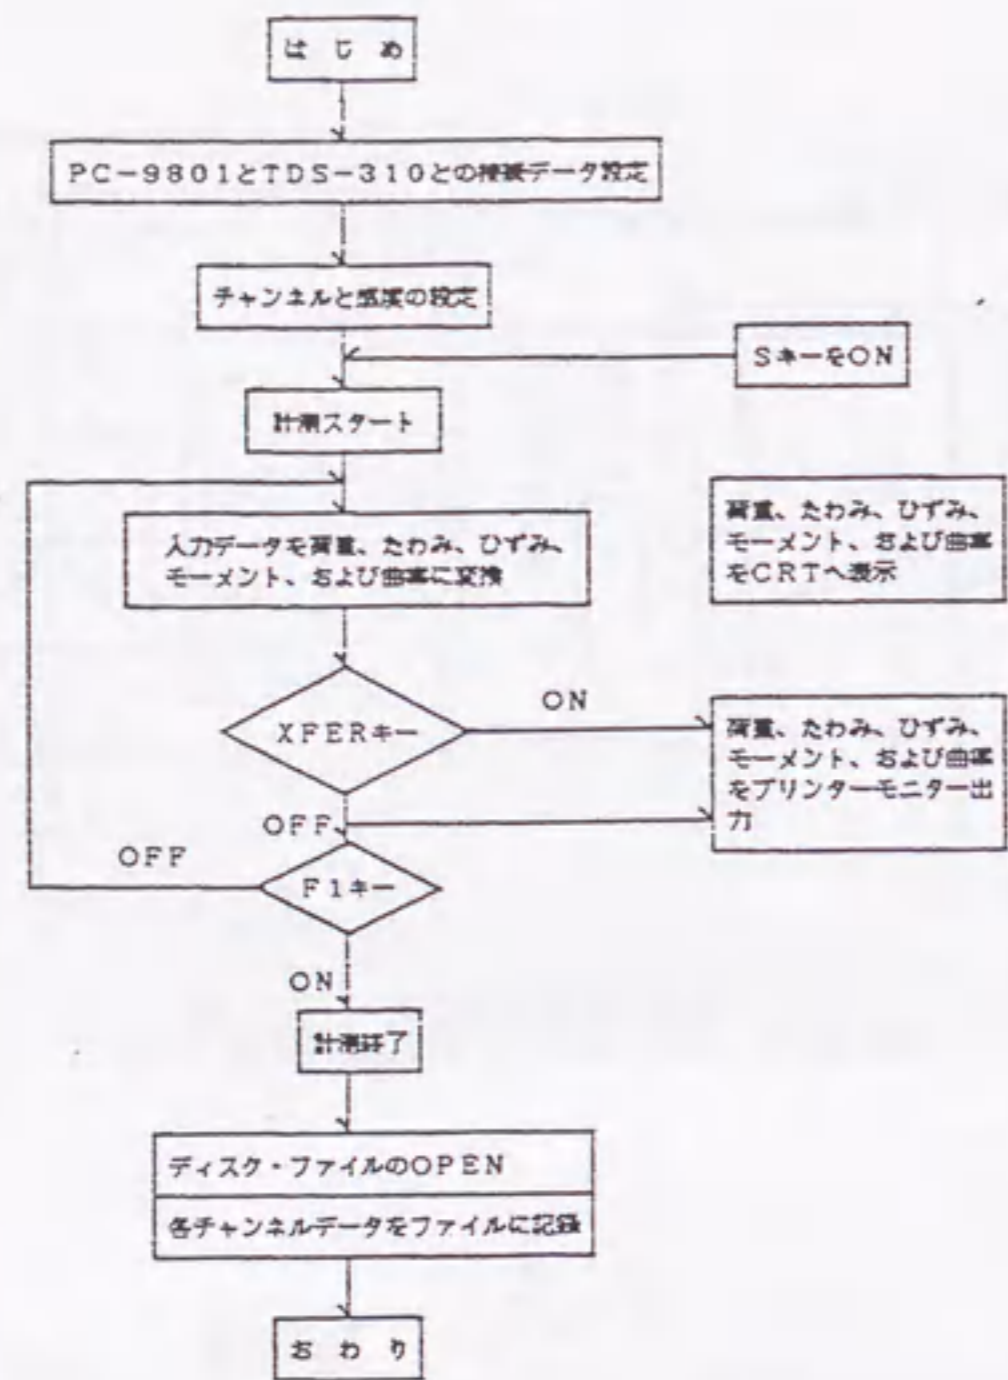 はじめ
PC-9801とTDS-310との接続データ設定
チャンネルと感度の設定
SキーをON
計測スタート
入力データを荷重、たわみ、ひずみ、
モーメント、および曲率に変換
荷重、たわみ、ひずみ、
モーメント、および曲率
をCRTへ表示
XFERキー
ON
荷重、たわみ、ひずみ、
モーメント、および曲率
をプリンターモニター出
力
OFF
OFF
F1キー
ON
計測終了
ディスク・ファイルのOPEN
各チャンネルデータをファイルに記録
おわり